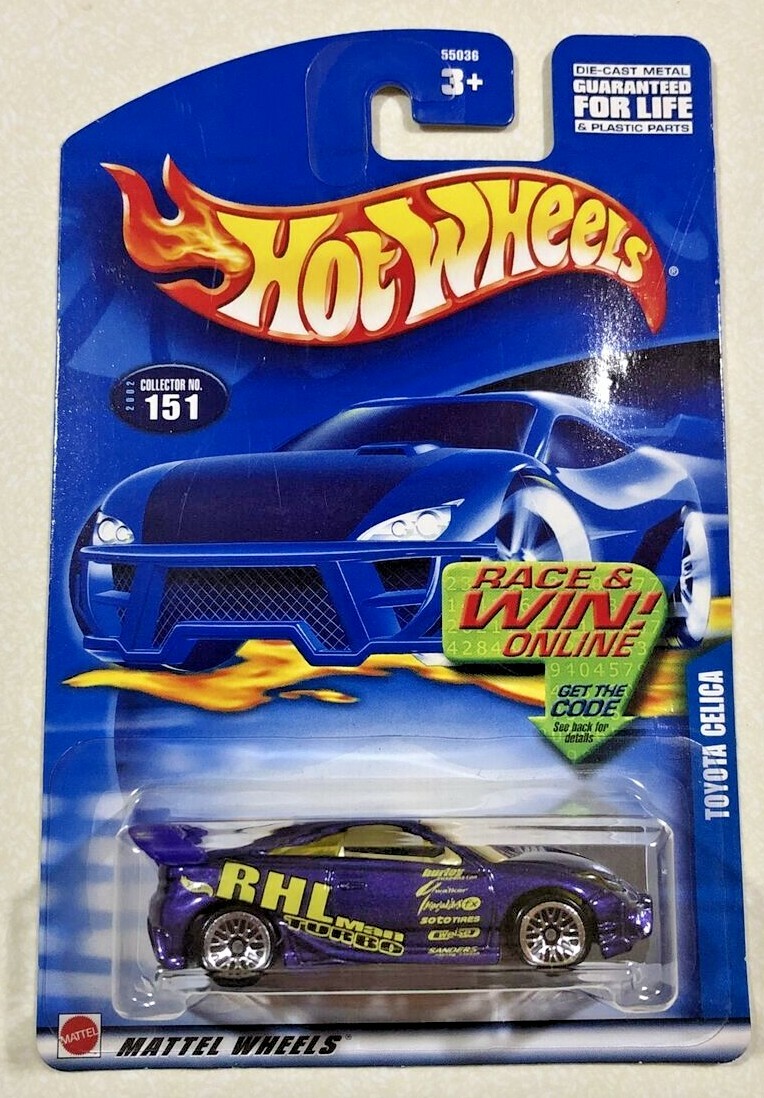 55036
3+
DIE-CAST METAL
GUARANTEED
FOR LIFE
& PLASTIC PARTS
HOT WHEELS
®
2002
COLLECTOR NO.
151
RACE &
WIN!
ONLINE
GET THE
CODE
See back for
details
TOYOTA CELICA
RHL
Man
TURBO
SOTO TIRES
SANDERS
MATTEL
MATTEL WHEELS